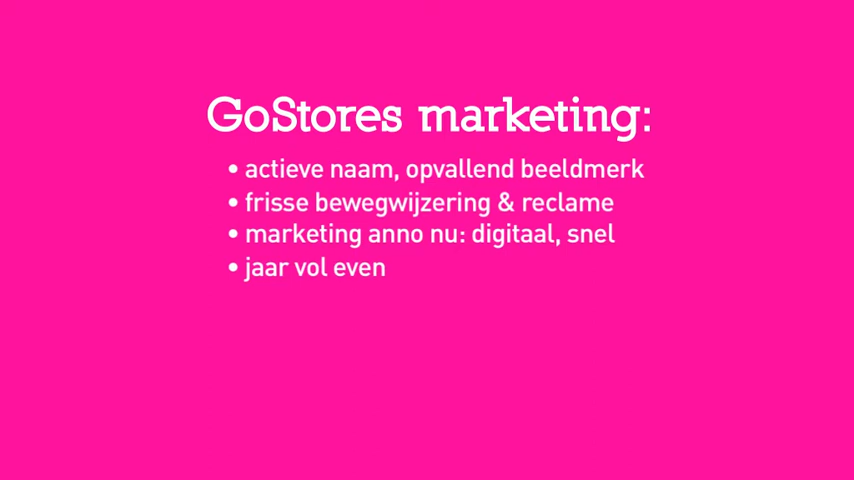 GoStores marketing:
• actieve naam, opvallend beeldmerk
• frisse bewegwijzering & reclame
• marketing anno nu: digitaal, snel
• jaar vol even